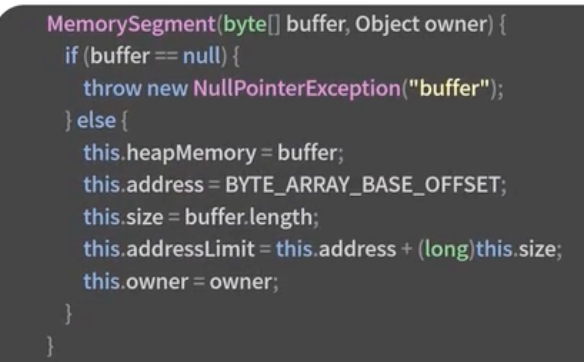 MemorySegment(byte[] buffer, Object owner) {
if (buffer == null) {
throw new NullPointerException("buffer");
} else {
this.heapMemory = buffer;
this.address = BYTE_ARRAY_BASE_OFFSET;
this.size = buffer.length;
this.addressLimit = this.address + (long)this.size;
this.owner = owner;
}
}